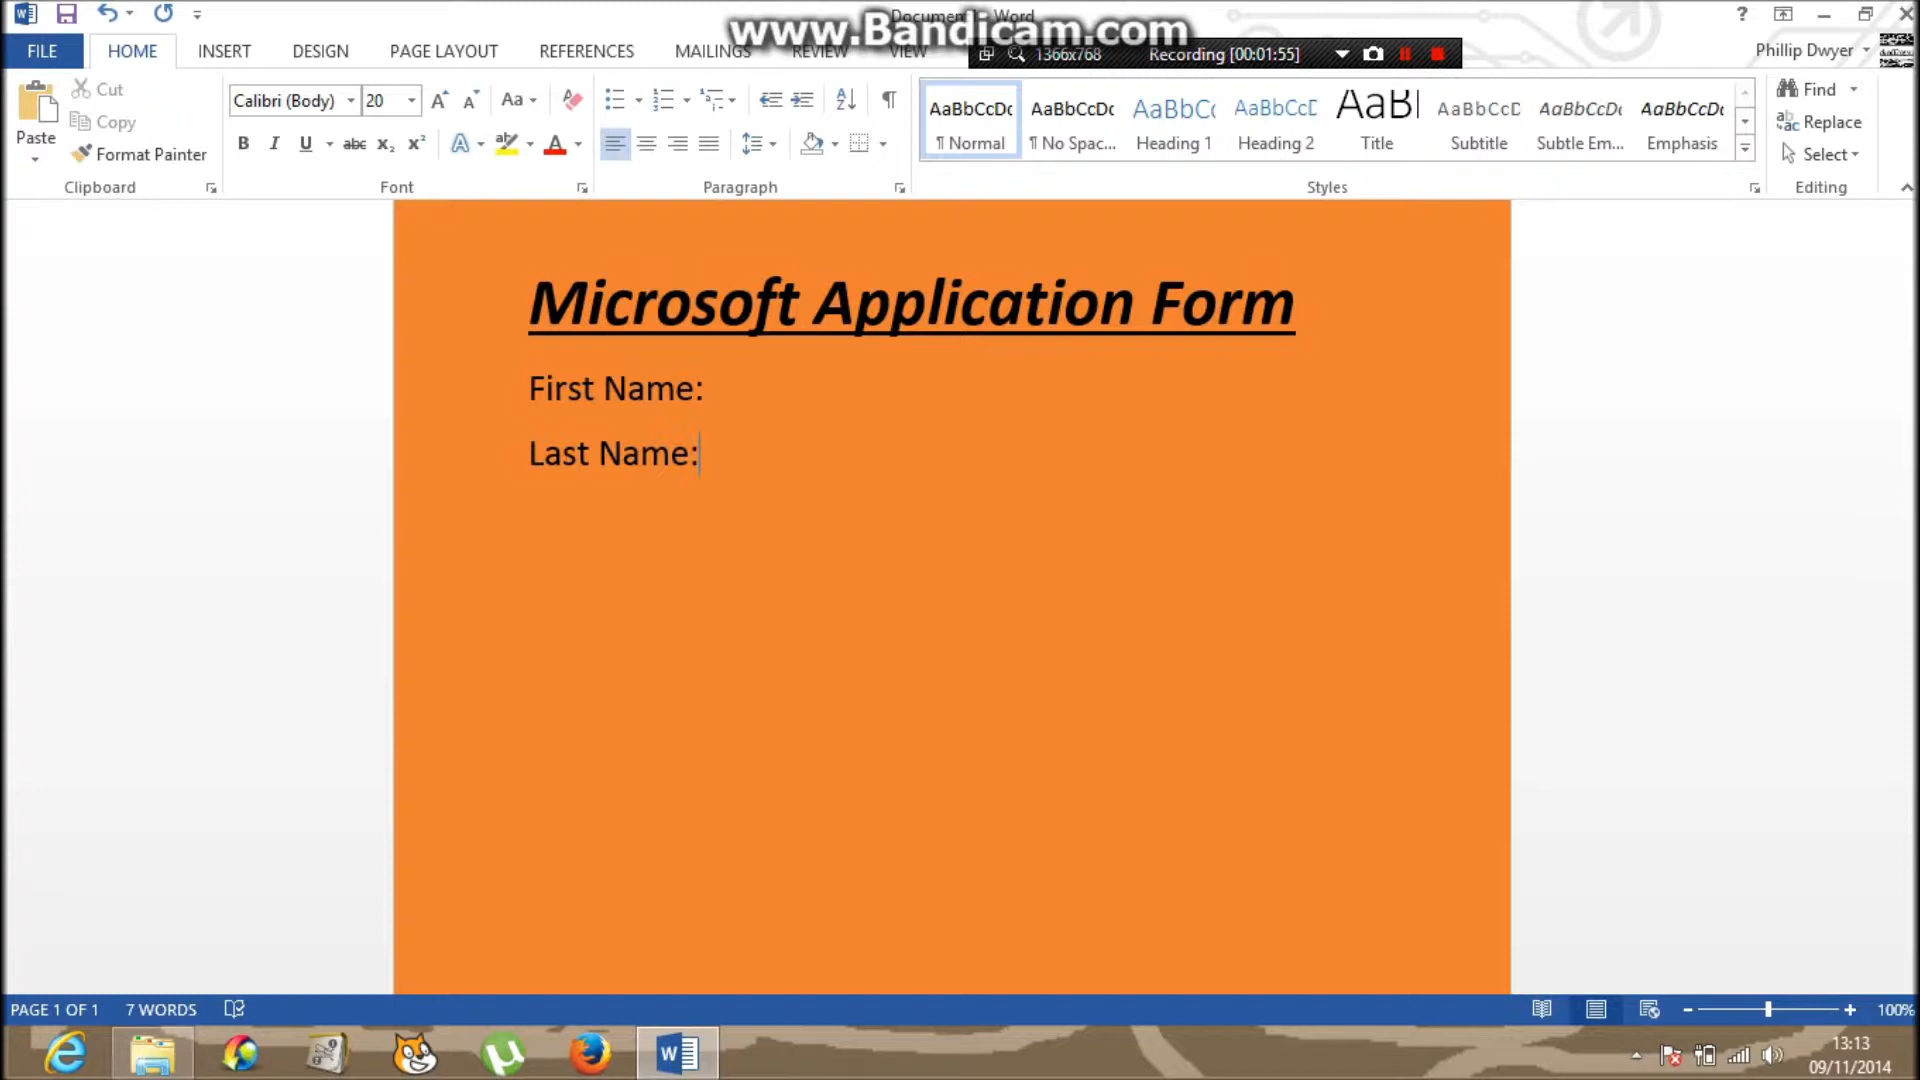 Document1 - Word
www.Bandicam.com
1366x768 Recording [00:01:55]
FILE HOME INSERT DESIGN PAGE LAYOUT REFERENCES MAILINGS REVIEW VIEW
Phillip Dwyer
Paste
Cut
Copy
Format Painter
Clipboard
Calibri (Body) 20
Font
Paragraph
AaBbCcDc AaBbCcDc AaBbCc AaBbCcD AaBl AaBbCcD AaBbCcDc AaBbCcDc
¶ Normal ¶ No Spac... Heading 1 Heading 2 Title Subtitle Subtle Em... Emphasis
Styles
Find
Replace
Select
Editing
Microsoft Application Form
First Name:
Last Name:
PAGE 1 OF 1 7 WORDS
100%
13:13
09/11/2014